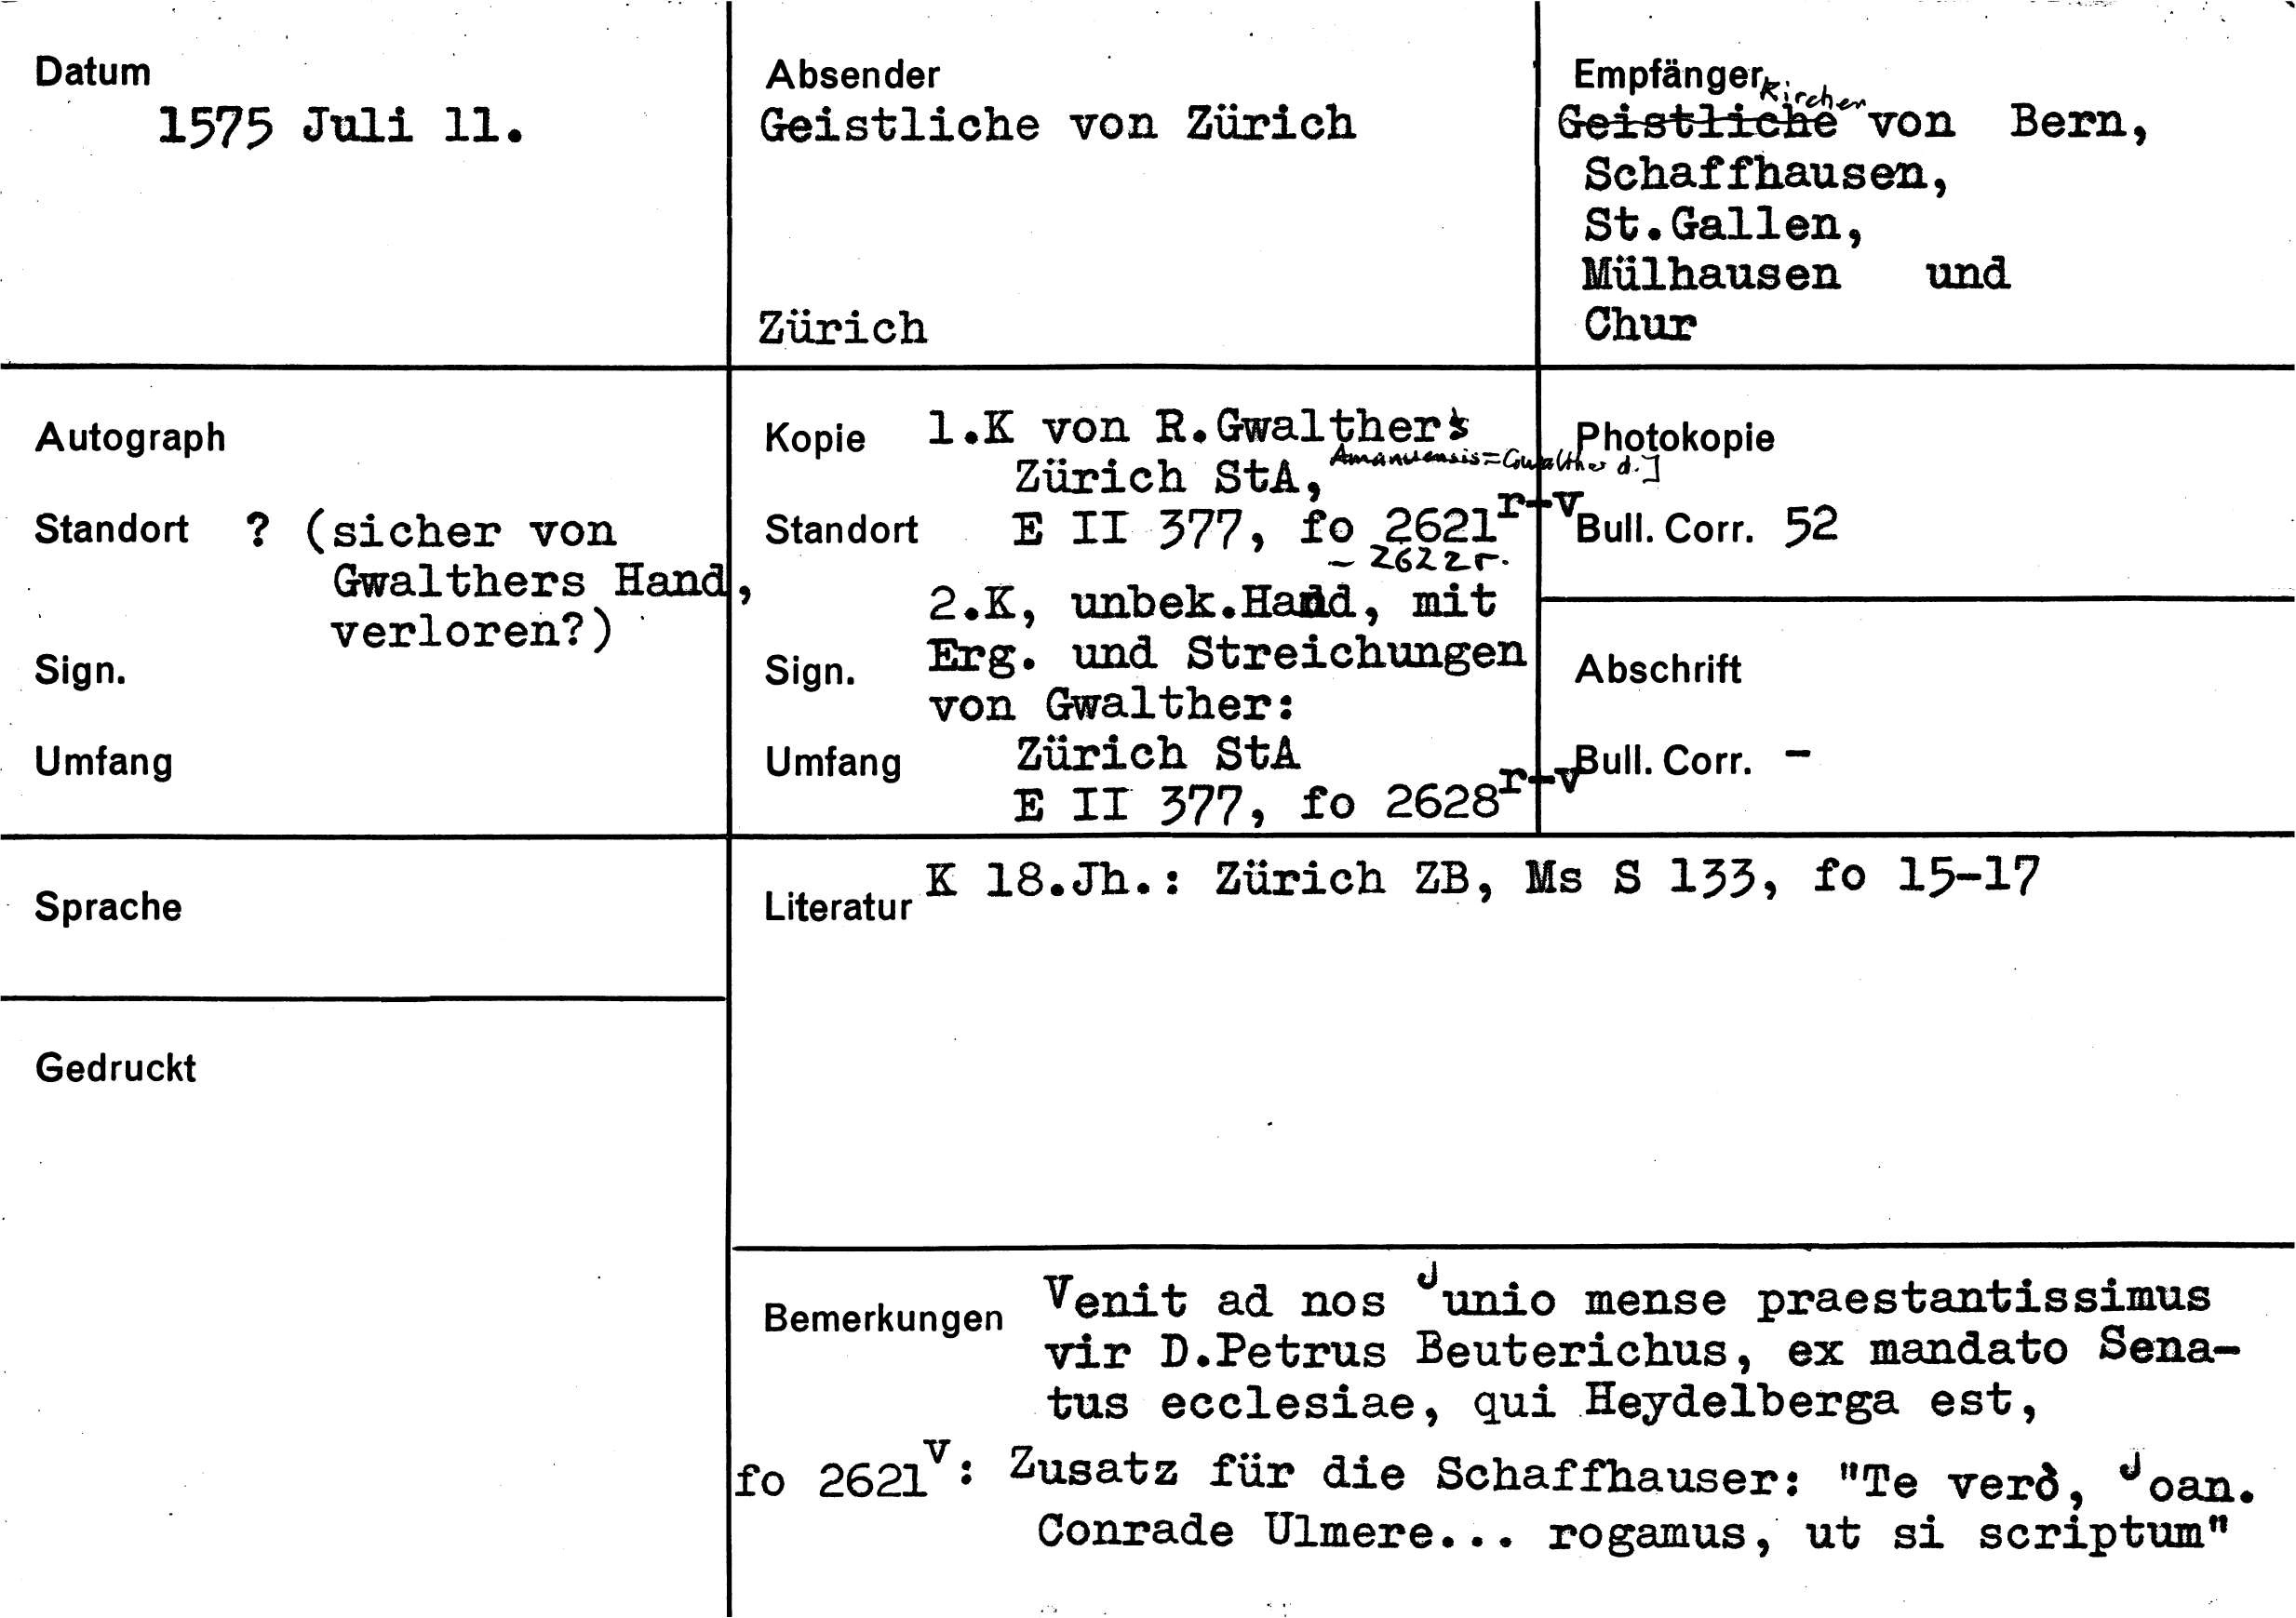 Datum
1575 Juli 11.
Absender
Geistliche von Zürich
Zürich
Empfänger
Kirchen
Geistliche von Bern,
Schaffhausen,
St.Gallen,
Mülhausen und
Chur
Autograph
Standort ? (sicher von
Gwalthers Hand,
verloren?)
Sign.
Umfang
Kopie 1.K von R.Gwalthers
Amanuensis = Gwalther d. J
Zürich StA,
Standort E II 377, fo 2621r+v
– 2622r.
2.K, unbek.Hand, mit
Sign. Erg. und Streichungen
von Gwalther:
Umfang Zürich StA
E II 377, fo 2628r+v
Photokopie
Bull. Corr. 52
Abschrift
Bull. Corr. -
Sprache
Gedruckt
Literatur K 18.Jh.: Zürich ZB, Ms S 133, fo 15-17
Bemerkungen Venit ad nos Junio mense praestantissimus
vir D.Petrus Beuterichus, ex mandato Sena-
tus ecclesiae, qui Heydelberga est,
fo 2621v: Zusatz für die Schaffhauser: "Te verò, Joan.
Conrade Ulmere... rogamus, ut si scriptum"